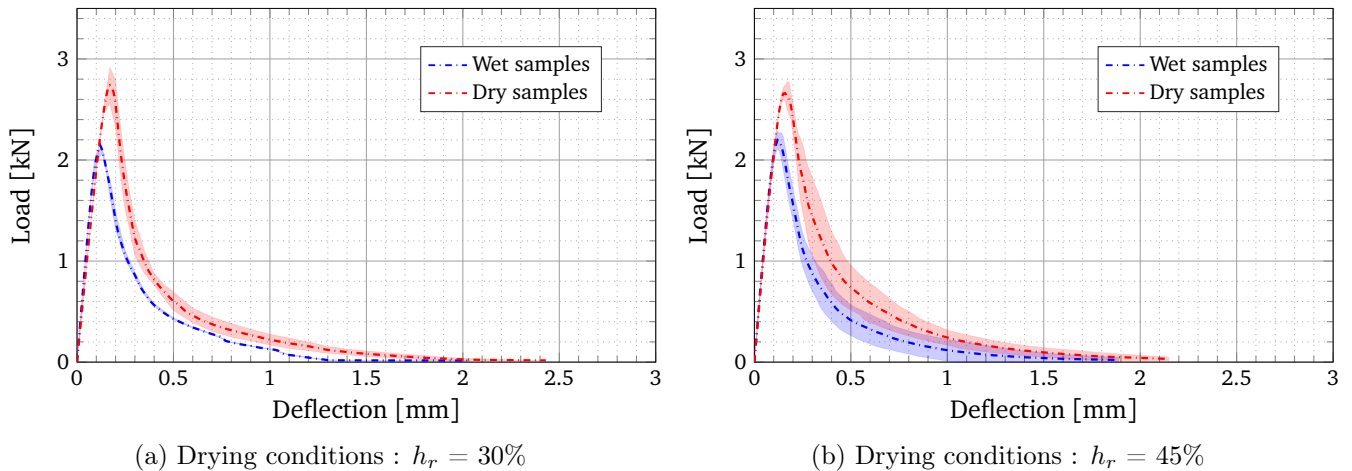 3
2
1
0
Load [kN]
Wet samples
Dry samples
0 0.5 1 1.5 2 2.5 3
Deflection [mm]
(a) Drying conditions : h_r = 30%
3
2
1
0
Load [kN]
Wet samples
Dry samples
0 0.5 1 1.5 2 2.5 3
Deflection [mm]
(b) Drying conditions : h_r = 45%